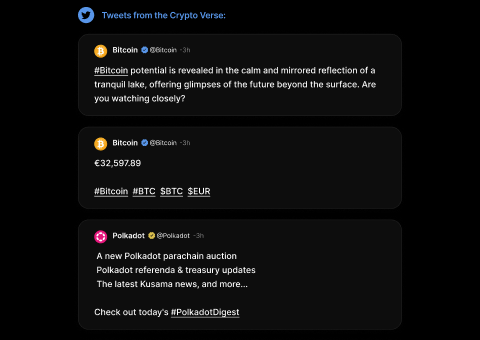 Tweets from the Crypto Verse:
Bitcoin @Bitcoin -3h
#Bitcoin potential is revealed in the calm and mirrored reflection of a
tranquil lake, offering glimpses of the future beyond the surface. Are
you watching closely?
Bitcoin @Bitcoin -3h
€32,597.89
#Bitcoin #BTC $BTC $EUR
Polkadot @Polkadot -3h
A new Polkadot parachain auction
Polkadot referenda & treasury updates
The latest Kusama news, and more...
Check out today's #PolkadotDigest